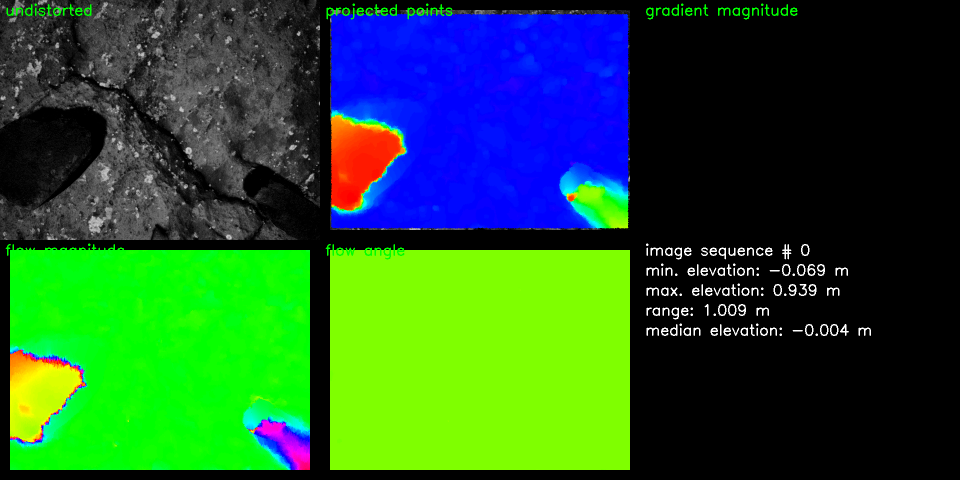 undistorted
projected points
gradient magnitude
flow magnitude
flow angle
image sequence # 0
min. elevation: −0.069 m
max. elevation: 0.939 m
range: 1.009 m
median elevation: −0.004 m